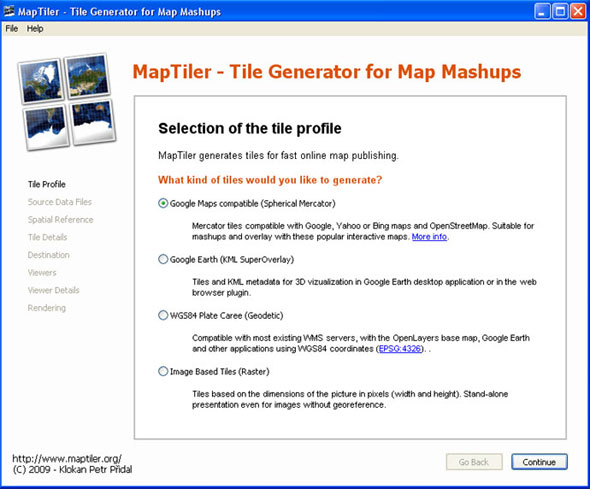 MapTiler - Tile Generator for Map Mashups
File Help
MapTiler - Tile Generator for Map Mashups
Selection of the tile profile
MapTiler generates tiles for fast online map publishing.
What kind of tiles would you like to generate?
Google Maps compatible (Spherical Mercator)
Mercator tiles compatible with Google, Yahoo or Bing maps and OpenStreetMap. Suitable for
mashups and overlay with these popular interactive maps. More info.
Google Earth (KML SuperOverlay)
Tiles and KML metadata for 3D vizualization in Google Earth desktop application or in the web
browser plugin.
WGS84 Plate Caree (Geodetic)
Compatible with most existing WMS servers, with the OpenLayers base map, Google Earth
and other applications using WGS84 coordinates (EPSG:4326). .
Image Based Tiles (Raster)
Tiles based on the dimensions of the picture in pixels (width and height). Stand-alone
presentation even for images without georeference.
Tile Profile
Source Data Files
Spatial Reference
Tile Details
Destination
Viewers
Viewer Details
Rendering
http://www.maptiler.org/
(C) 2009 - Klokan Petr Přidal
Go Back
Continue